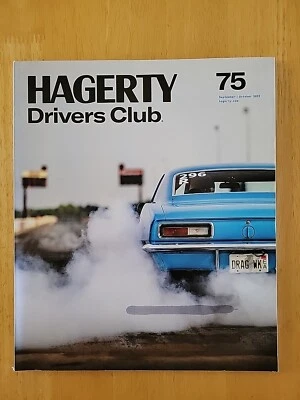 HAGERTY
Drivers Club
75
296
DRAG WK